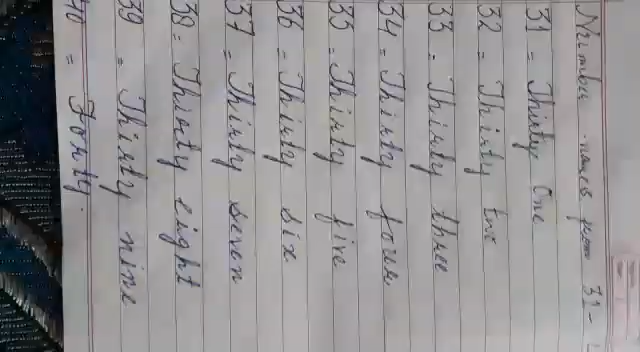 Number names from 31-
31 = Thirty One
32 = Thirty two
33 = Thirty three
34 = Thirty four
35 = Thirty five
36 = Thirty six
37 = Thirty seven
38 = Thirty eight
39 = Thirty nine
40 = Forty.